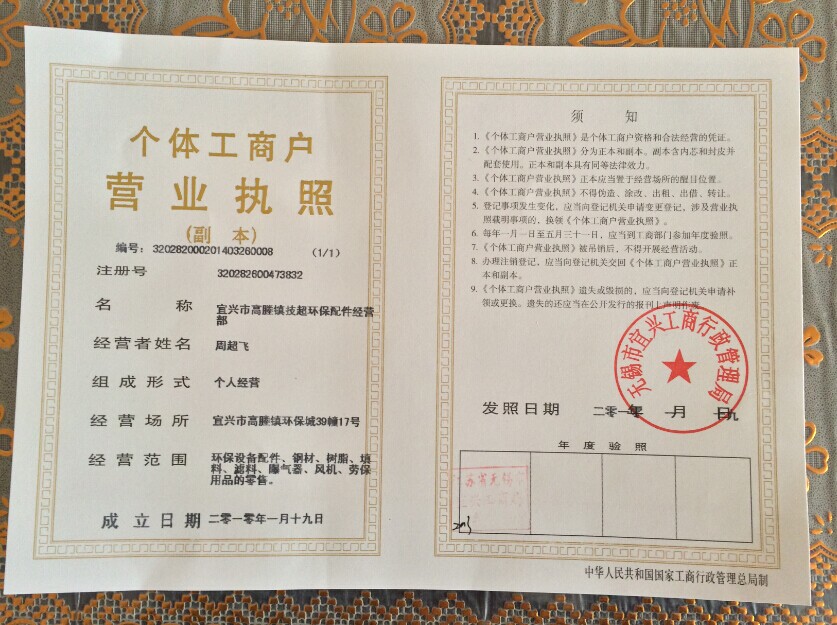 个体工商户
营业执照
(副 本)
编号: 320282000201403260008 (1/1)
注册号 320282600473832
名 称 宜兴市高塍镇技超环保配件经营
部
经营者姓名 周超飞
组成形式 个人经营
经营场所 宜兴市高塍镇环保城39幢17号
经营范围 环保设备配件、钢材、树脂、填
料、滤料、曝气器、风机、劳保
用品的零售。
成立日期 二零一零年一月十九日
须 知
1.《个体工商户营业执照》是个体工商户资格和合法经营的凭证。
2.《个体工商户营业执照》分为正本和副本。副本含内芯和封皮并
配套使用。正本和副本具有同等法律效力。
3.《个体工商户营业执照》正本应当置于经营场所的醒目位置。
4.《个体工商户营业执照》不得伪造、涂改、出租、出借、转让。
5. 登记事项发生变化，应当向登记机关申请变更登记，涉及营业执
照载明事项的，换领《个体工商户营业执照》。
6. 每年一月一日至五月三十一日，应当到工商部门参加年度验照。
7.《个体工商户营业执照》被吊销后，不得开展经营活动。
8. 办理注销登记，应当向登记机关交回《个体工商户营业执照》正
本和副本。
9.《个体工商户营业执照》遗失或毁损的，应当向登记机关申请补
领或更换。遗失的还应当在公开发行的报刊上声明作废。
无锡市宜兴工商行政管理局
发照日期 年 月 日
年度验照
中华人民共和国国家工商行政管理总局制